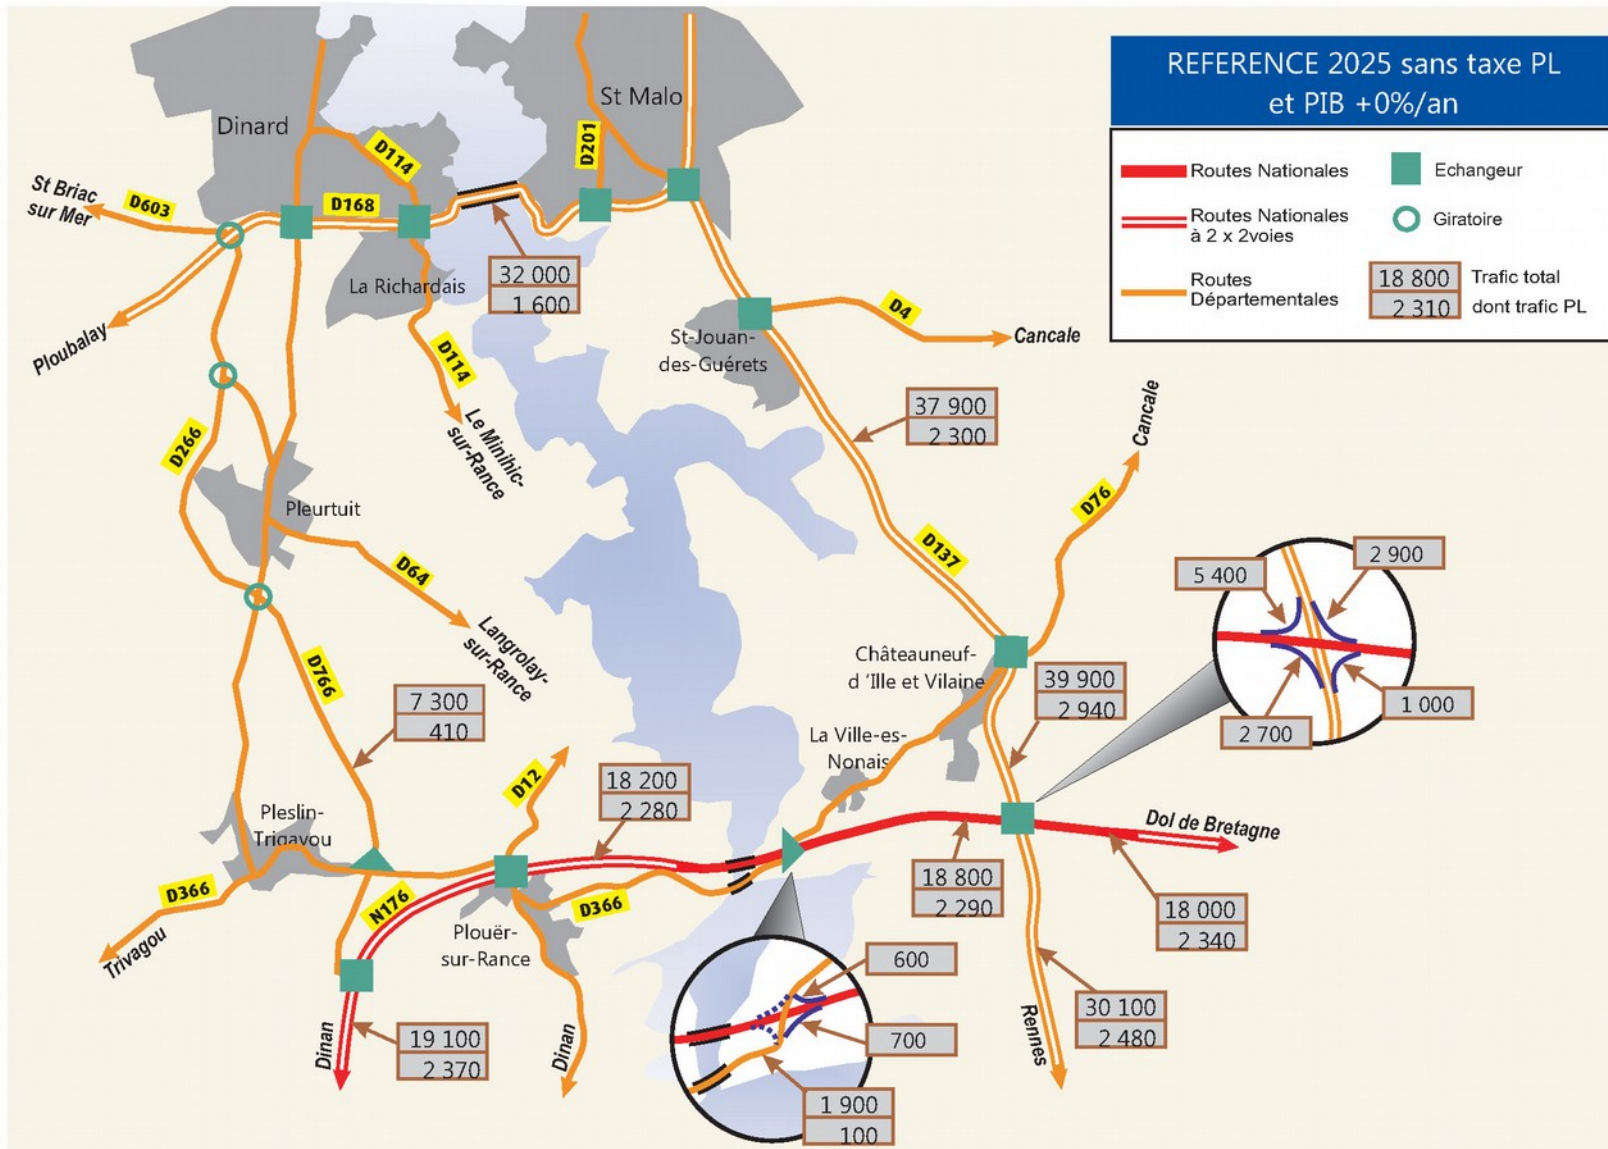 REFERENCE 2025 sans taxe PL
et PIB +0%/an
Routes Nationales
Echangeur
Routes Nationales
à 2 x 2voies
Giratoire
Routes
Départementales
18 800
2 310
Trafic total
dont trafic PL
Dinard
St Malo
D114
D201
St Briac
sur Mer
D603
D168
La Richardais
32 000
1 600
Ploubalay
D114
Le Minihic-
sur-Rance
St-Jouan-
des-Guérets
D4
Cancale
37 900
2 300
Cancale
D76
D266
Pleurtuit
D64
Langrolay-
sur-Rance
D137
5 400
2 900
2 700
1 000
D766
7 300
410
Châteauneuf-
d 'Ille et Vilaine
39 900
2 940
La Ville-es-
Nonais
D12
18 200
2 280
Pleslin-
Trigavou
Dol de Bretagne
D366
Trivagou
N176
Plouër-
sur-Rance
D366
18 800
2 290
18 000
2 340
600
700
1 900
100
30 100
2 480
Rennes
Dinan
19 100
2 370
Dinan